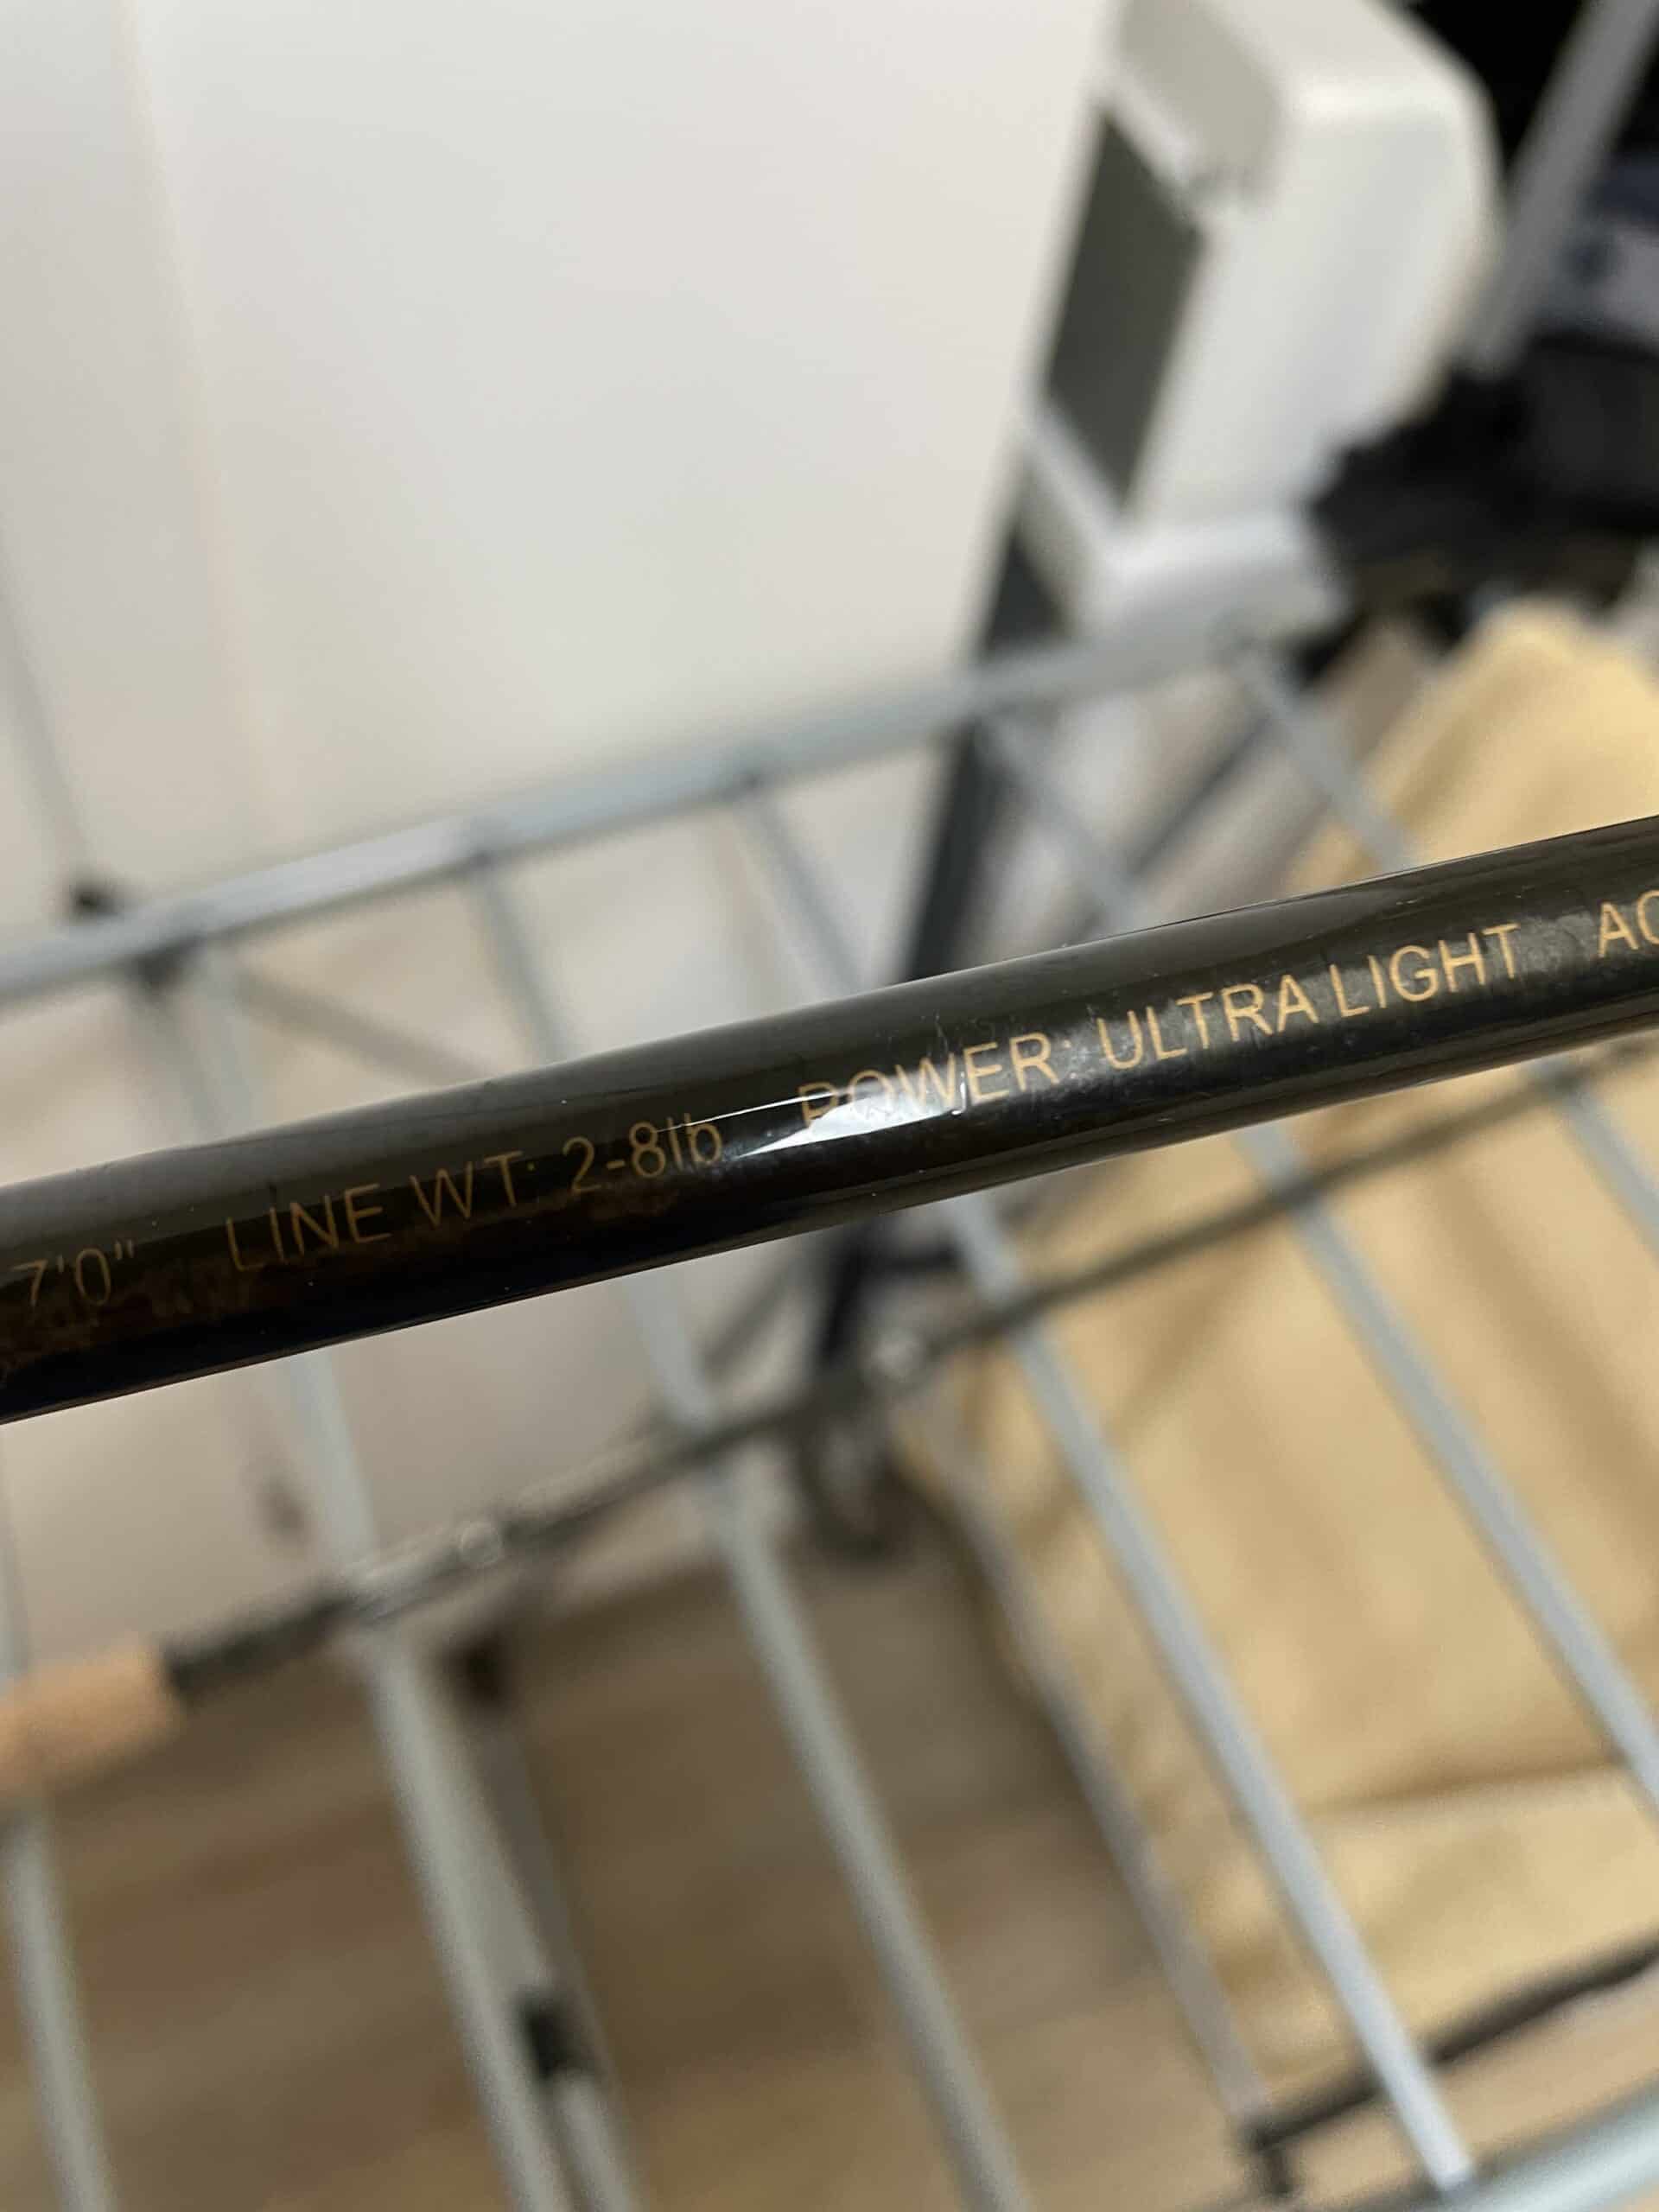 7'0" LINE WT: 2-8lb POWER: ULTRA LIGHT